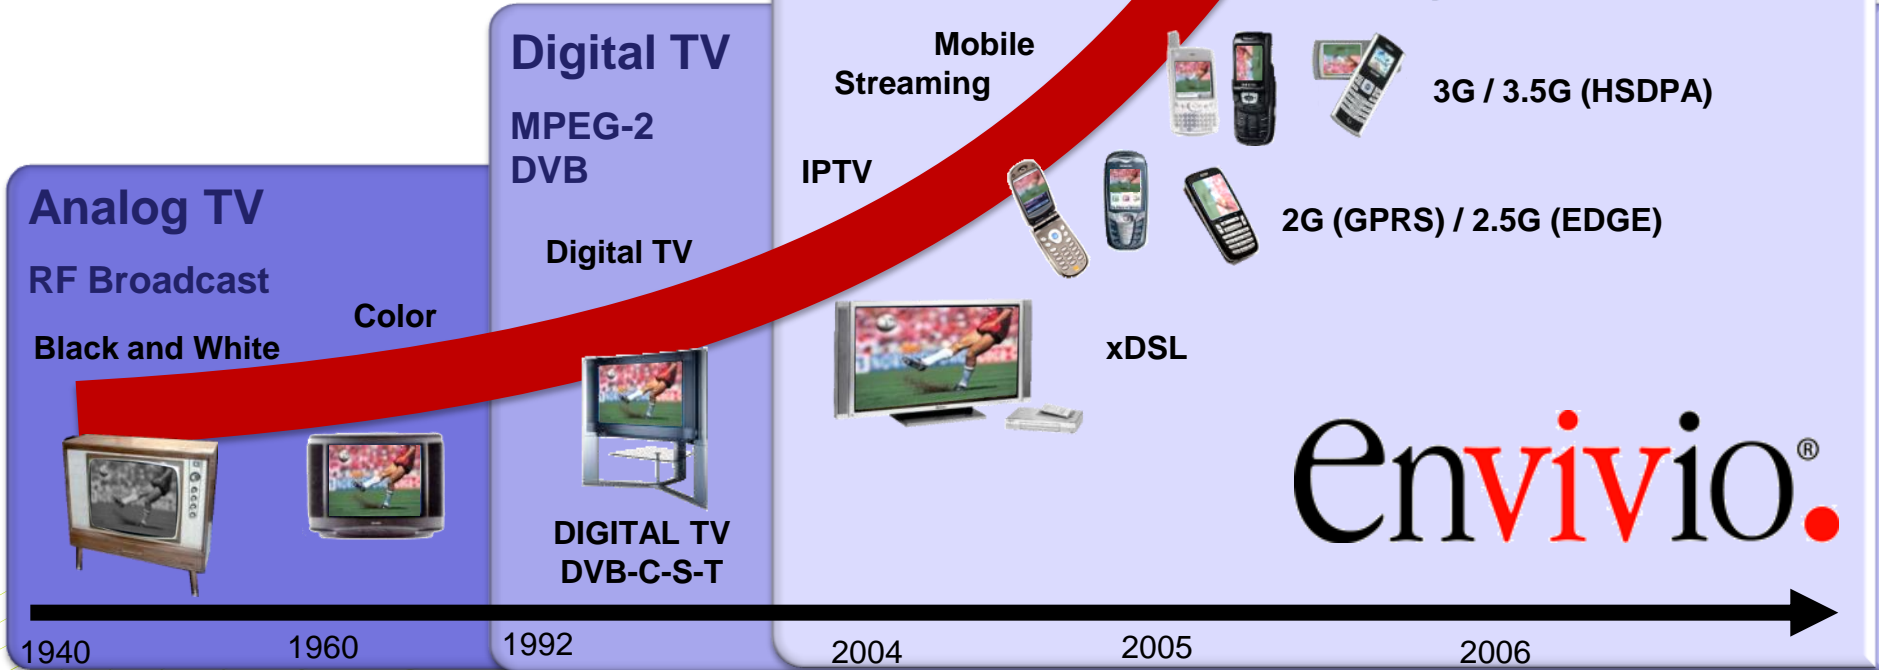 Analog TV
RF Broadcast
Black and White
Color
Digital TV
MPEG-2
DVB
Digital TV
DIGITAL TV
DVB-C-S-T
Mobile
Streaming
IPTV
3G / 3.5G (HSDPA)
2G (GPRS) / 2.5G (EDGE)
xDSL
envivio®
1940
1960
1992
2004
2005
2006